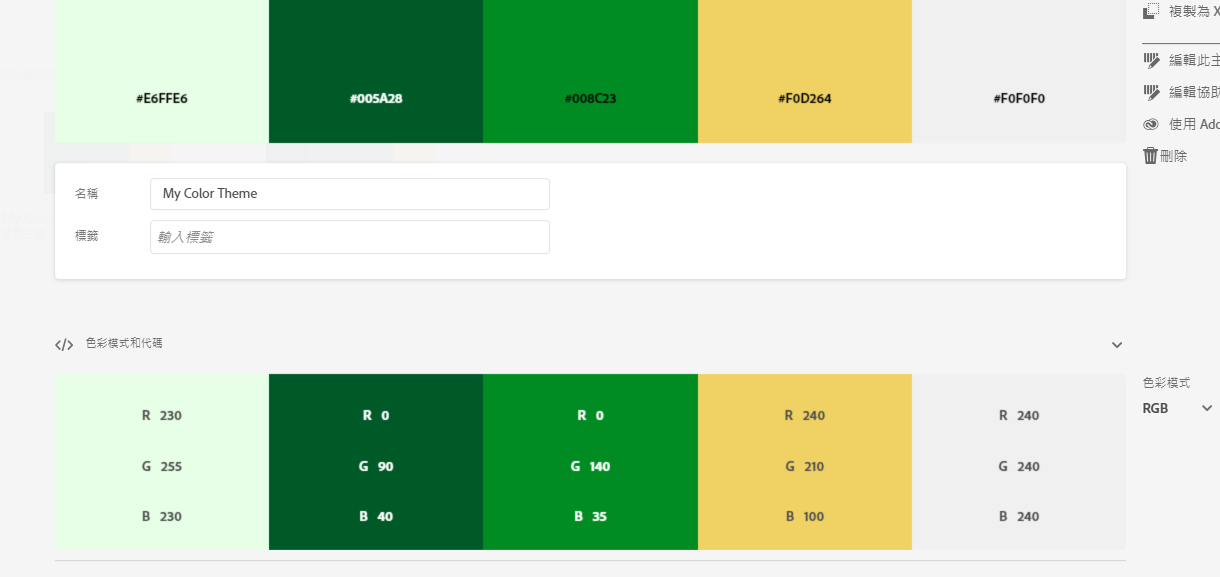 複製為 X
#E6FFE6
#005A28
#008C23
#F0D264
#F0F0F0
編輯此主
編輯協助
使用 Ado
刪除
名稱
My Color Theme
標籤
輸入標籤
</> 色彩模式和代碼
色彩模式
RGB
R 230
R 0
R 0
R 240
R 240
G 255
G 90
G 140
G 210
G 240
B 230
B 40
B 35
B 100
B 240